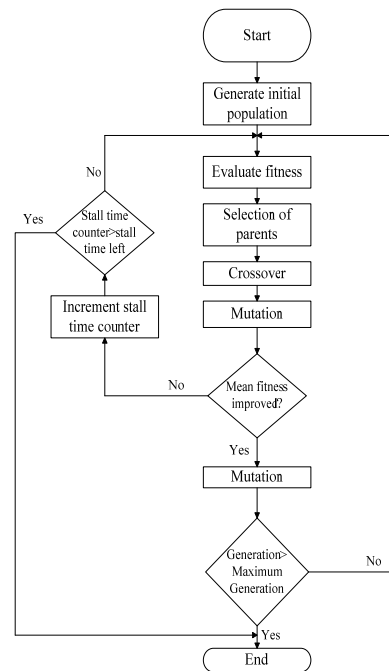 Start
Generate initial
population
No
Evaluate fitness
Yes
Stall time
counter>stall
time left
Selection of
parents
Crossover
Increment stall
time counter
Mutation
No
Mean fitness
improved?
Yes
Mutation
Generation>
Maximum
Generation
No
Yes
End